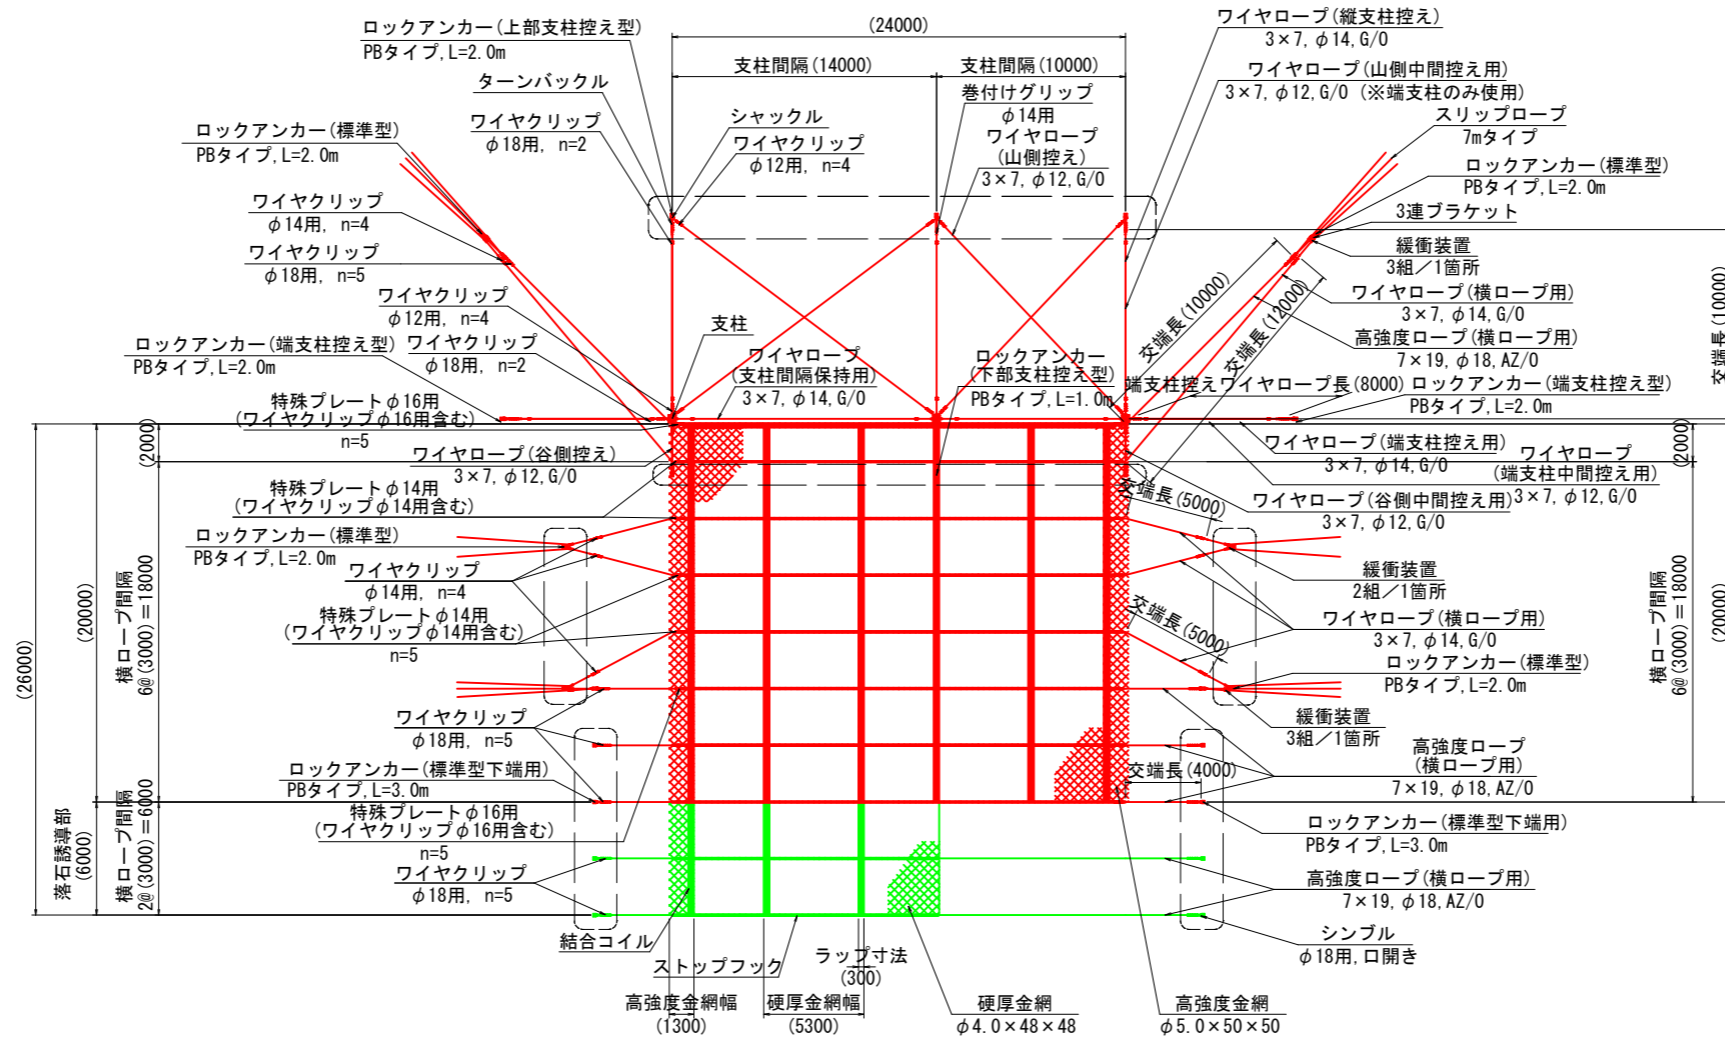 ロックアンカー(上部支柱控え型)
PBタイプ, L=2.0m
(24000)
ワイヤロープ(縦支柱控え)
3×7, φ14, G/0
支柱間隔(14000)
支柱間隔(10000)
ワイヤロープ(山側中間控え用)
3×7, φ12, G/0 (※端支柱のみ使用)
ターンバックル
巻付けグリップ
φ14用
スリップロープ
7mタイプ
ワイヤクリップ
φ18用, n=2
シャックル
ワイヤクリップ
φ12用, n=4
ワイヤロープ
(山側控え)
3×7, φ12, G/0
ロックアンカー(標準型)
PBタイプ, L=2.0m
ロックアンカー(標準型)
PBタイプ, L=2.0m
ワイヤクリップ
φ14用, n=4
3連ブラケット
ワイヤクリップ
φ18用, n=5
緩衝装置
3組/1箇所
交端長(10000)
交端長(12000)
交端長(10000)
ワイヤロープ(横ロープ用)
3×7, φ14, G/0
ワイヤクリップ
φ12用, n=4
支柱
高強度ロープ(横ロープ用)
7×19, φ18, AZ/0
ロックアンカー(端支柱控え型)
PBタイプ, L=2.0m
ワイヤクリップ
φ18用, n=2
ワイヤロープ
(支柱間隔保持用)
3×7, φ14, G/0
ロックアンカー
(下部支柱控え型)
PBタイプ, L=1.0m
端支柱控えワイヤロープ長(8000)
ロックアンカー(端支柱控え型)
PBタイプ, L=2.0m
特殊プレートφ16用
(ワイヤクリップφ16用含む)
n=5
(2000)
ワイヤロープ(谷側控え)
3×7, φ12, G/0
ワイヤロープ(端支柱控え用)
3×7, φ14, G/0
ワイヤロープ
(端支柱中間控え用)
3×7, φ12, G/0
(2000)
特殊プレートφ14用
(ワイヤクリップφ14用含む)
交端長(5000)
ワイヤロープ(谷側中間控え用)
3×7, φ12, G/0
ロックアンカー(標準型)
PBタイプ, L=2.0m
ワイヤクリップ
φ14用, n=4
緩衝装置
2組/1箇所
特殊プレートφ14用
(ワイヤクリップφ14用含む)
n=5
交端長(5000)
ワイヤロープ(横ロープ用)
3×7, φ14, G/0
(26000)
(20000)
横ロープ間隔
6@(3000)=18000
横ロープ間隔
6@(3000)=18000
(20000)
ロックアンカー(標準型)
PBタイプ, L=2.0m
ワイヤクリップ
φ18用, n=5
緩衝装置
3組/1箇所
高強度ロープ
(横ロープ用)
7×19, φ18, AZ/0
ロックアンカー(標準型下端用)
PBタイプ, L=3.0m
交端長(4000)
特殊プレートφ16用
(ワイヤクリップφ16用含む)
n=5
ロックアンカー(標準型下端用)
PBタイプ, L=3.0m
落石誘導部
(6000)
横ロープ間隔
2@(3000)=6000
ワイヤクリップ
φ18用, n=5
高強度ロープ(横ロープ用)
7×19, φ18, AZ/0
結合コイル
ストップフック
ラップ寸法
(300)
シンブル
φ18用, 口開き
高強度金網幅
(1300)
硬厚金網幅
(5300)
硬厚金網
φ4.0×48×48
高強度金網
φ5.0×50×50